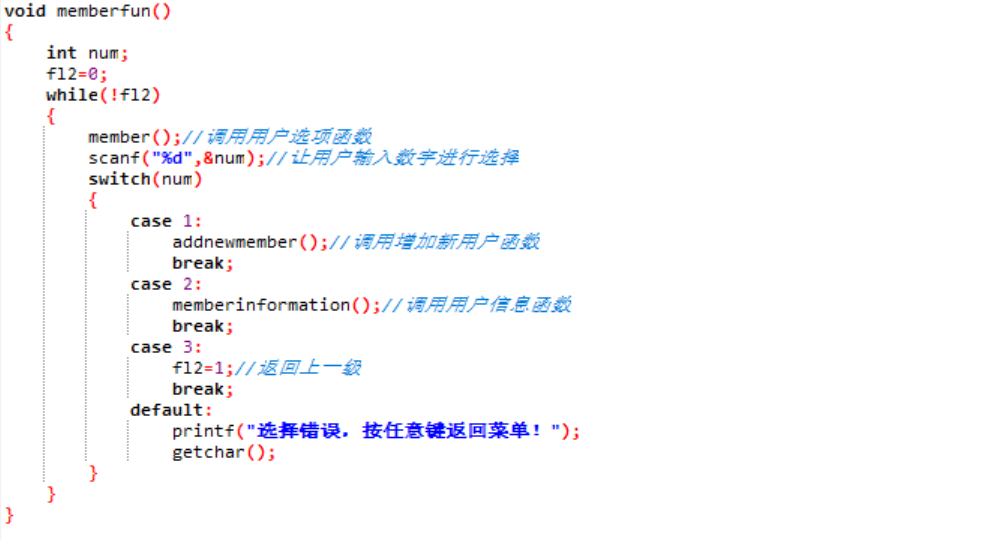 void memberfun()
{
    int num;
    fl2=0;
    while(!fl2)
    {
        member();//调用用户选项函数
        scanf("%d",&num);//让用户输入数字进行选择
        switch(num)
        {
            case 1:
                addnewmember();//调用增加新用户函数
                break;
            case 2:
                memberinformation();//调用用户信息函数
                break;
            case 3:
                fl2=1;//返回上一级
                break;
            default:
                printf("选择错误，按任意键返回菜单！");
                getchar();
        }
    }
}